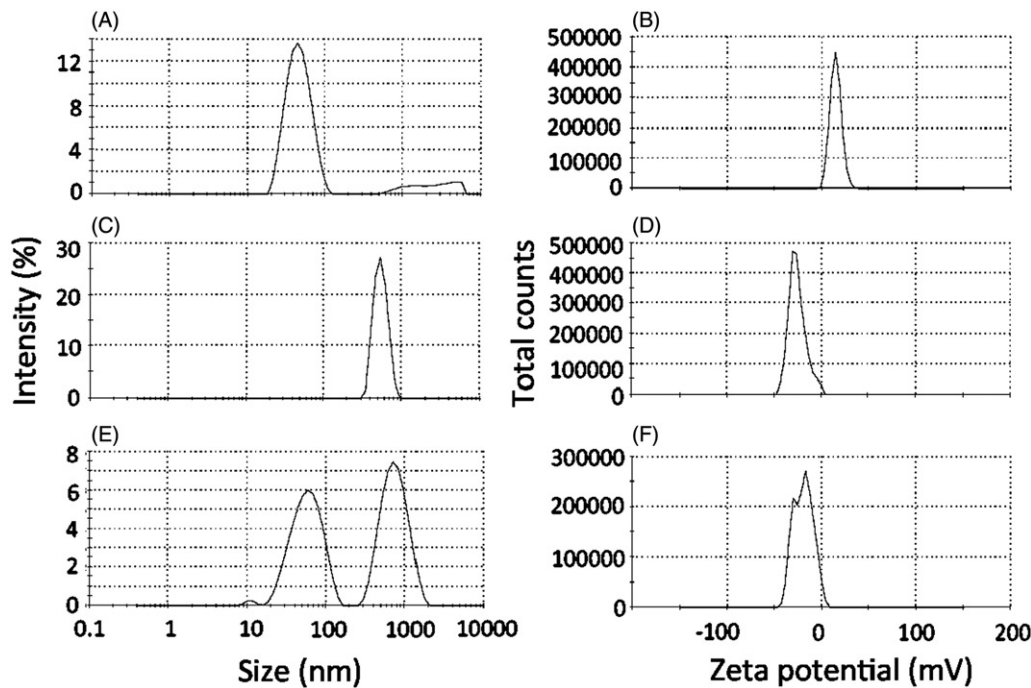 (A)
12
8
4
0
(B)
500000
400000
300000
200000
100000
0
(C)
30
20
10
0
(D)
500000
400000
300000
200000
100000
0
(E)
8
6
4
2
0
0.1 1 10 100 1000 10000
(F)
300000
200000
100000
0
-100 0 100 200
Intensity (%)
Total counts
Size (nm)
Zeta potential (mV)